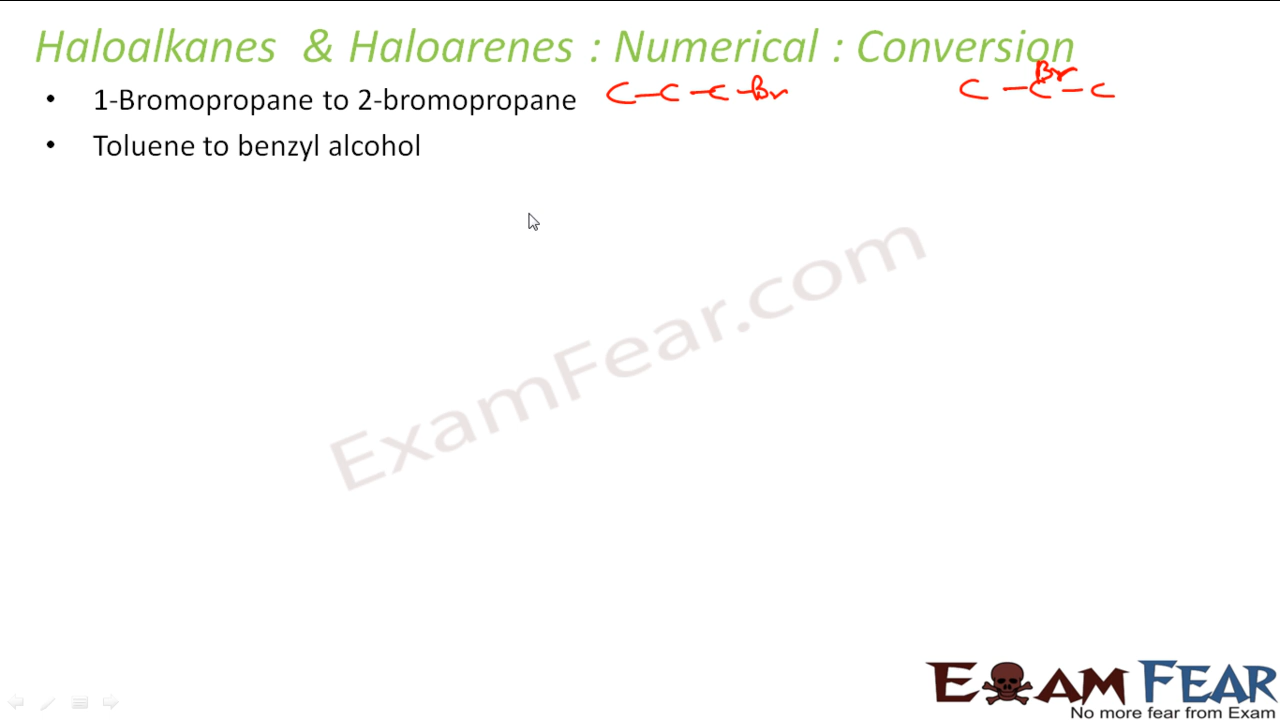 Haloalkanes & Haloarenes : Numerical : Conversion
• 1-Bromopropane to 2-bromopropane C-C-C-Br C-C-C
Br
• Toluene to benzyl alcohol
ExamFear.com
EXAM FEAR
No more fear from Exam